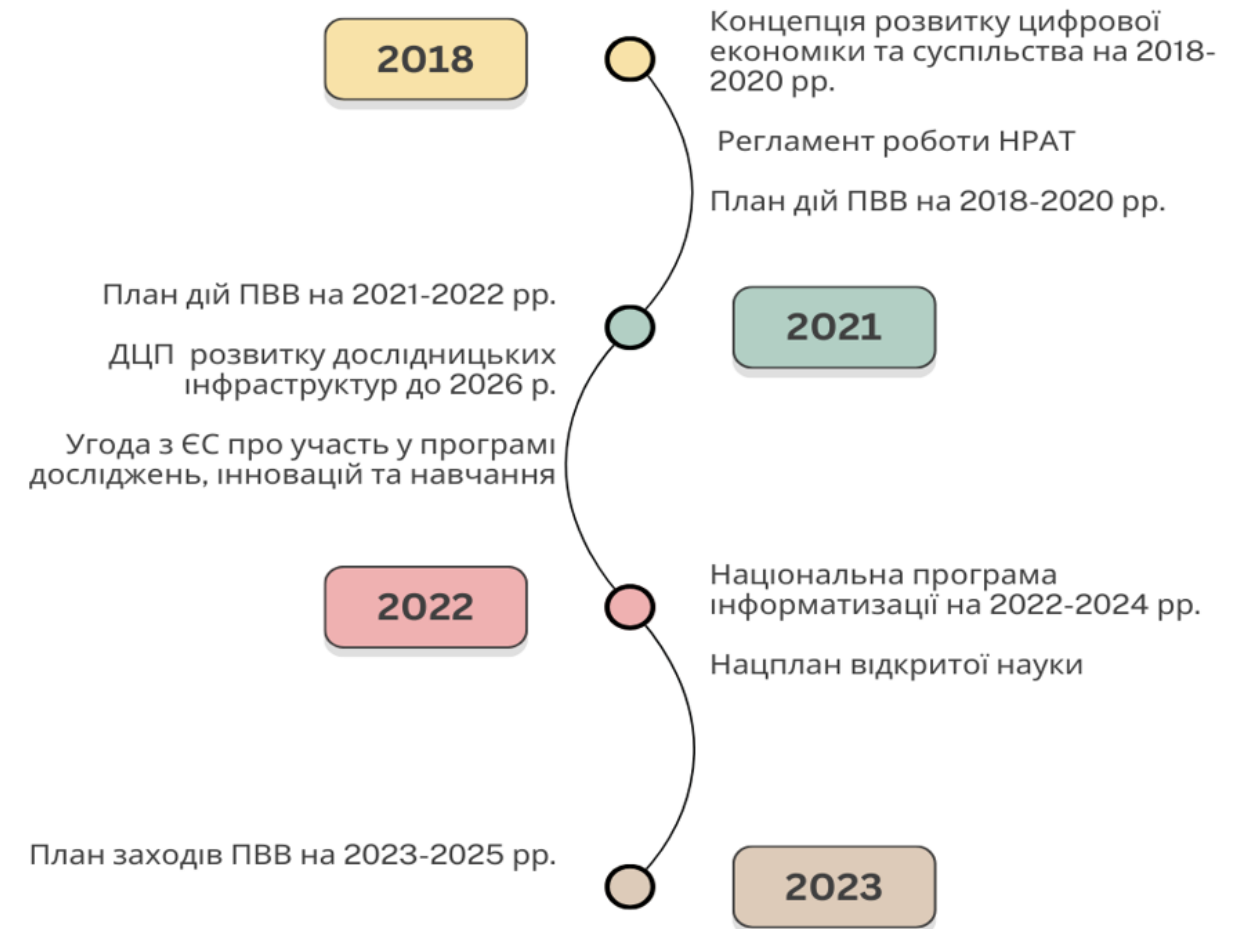 2018
Концепція розвитку цифрової
економіки та суспільства на 2018-
2020 рр.
Регламент роботи НРАТ
План дій ПВВ на 2018-2020 рр.
План дій ПВВ на 2021-2022 рр.
ДЦП розвитку дослідницьких
інфраструктур до 2026 р.
Угода з ЄС про участь у програмі
досліджень, інновацій та навчання
2021
2022
Національна програма
інформатизації на 2022-2024 рр.
Нацплан відкритої науки
План заходів ПВВ на 2023-2025 рр.
2023